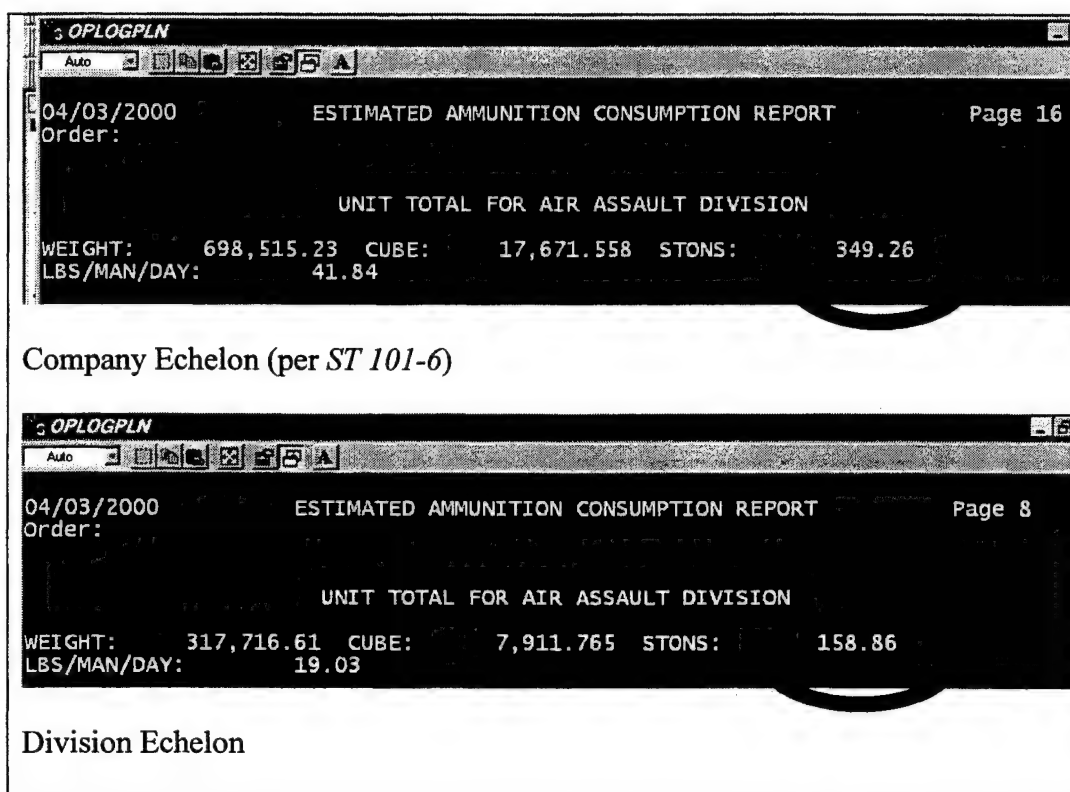 OPLOGPLN
Auto A
04/03/2000 ESTIMATED AMMUNITION CONSUMPTION REPORT Page 16
Order:
UNIT TOTAL FOR AIR ASSAULT DIVISION
WEIGHT: 698,515.23 CUBE: 17,671.558 STONS: 349.26
LBS/MAN/DAY: 41.84
Company Echelon (per ST 101-6)
OPLOGPLN
Auto A
04/03/2000 ESTIMATED AMMUNITION CONSUMPTION REPORT Page 8
Order:
UNIT TOTAL FOR AIR ASSAULT DIVISION
WEIGHT: 317,716.61 CUBE: 7,911.765 STONS: 158.86
LBS/MAN/DAY: 19.03
Division Echelon